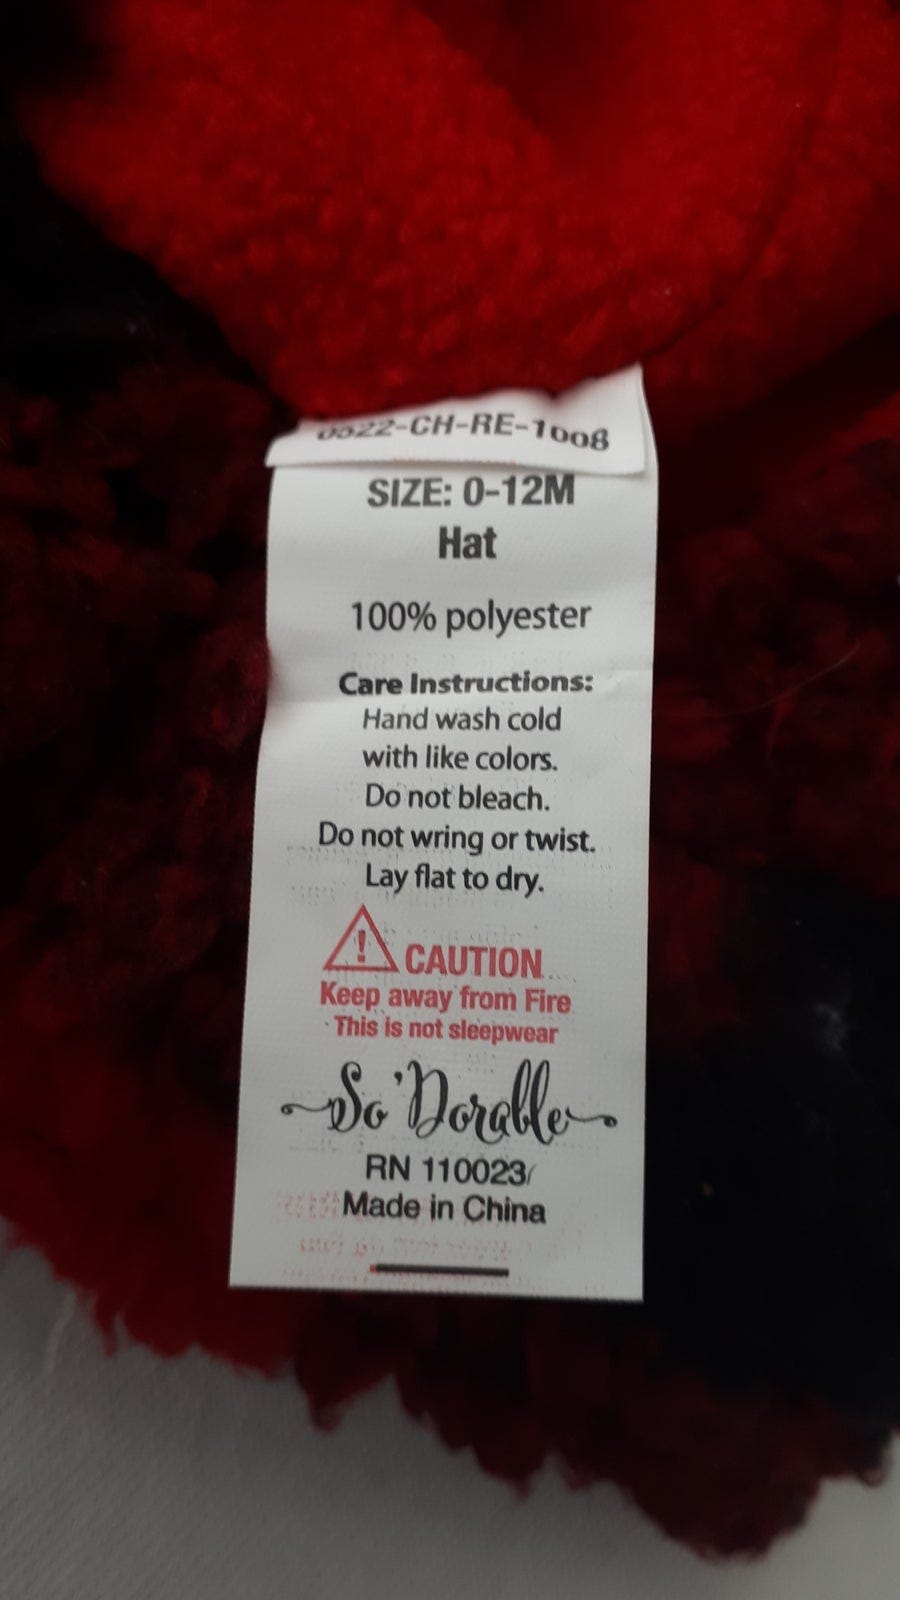 0522-CH-RE-1008
SIZE: 0-12M
Hat
100% polyester
Care Instructions:
Hand wash cold
with like colors.
Do not bleach.
Do not wring or twist.
Lay flat to dry.
! CAUTION
Keep away from Fire
This is not sleepwear
So'Dorable
RN 110023
Made in China